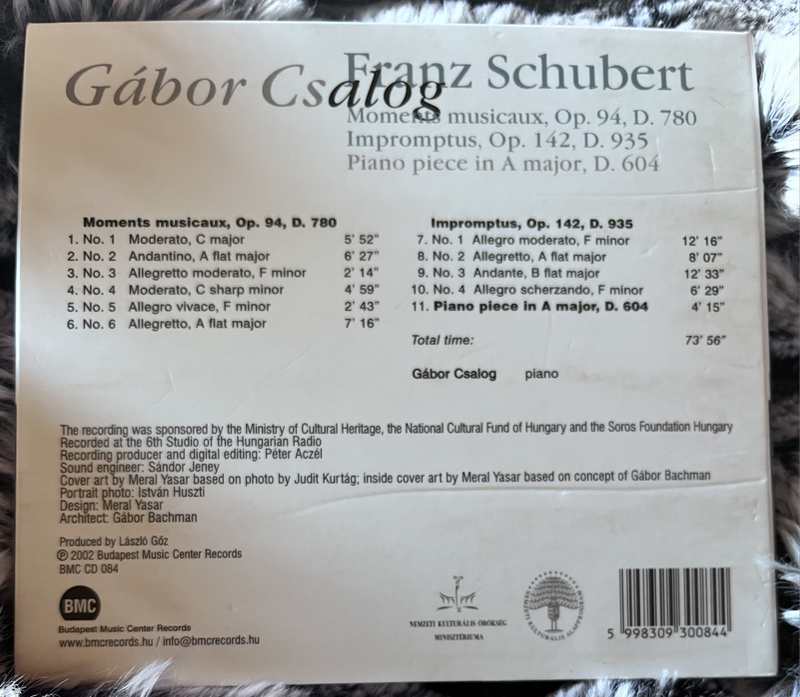 Gábor Csalog
Franz Schubert
Moments musicaux, Op. 94, D. 780
Impromptus, Op. 142, D. 935
Piano piece in A major, D. 604
Moments musicaux, Op. 94, D. 780
1. No. 1 Moderato, C major 5' 52"
2. No. 2 Andantino, A flat major 6' 27"
3. No. 3 Allegretto moderato, F minor 2' 14"
4. No. 4 Moderato, C sharp minor 4' 59"
5. No. 5 Allegro vivace, F minor 2' 43"
6. No. 6 Allegretto, A flat major 7' 16"
Impromptus, Op. 142, D. 935
7. No. 1 Allegro moderato, F minor 12' 16"
8. No. 2 Allegretto, A flat major 8' 07"
9. No. 3 Andante, B flat major 12' 33"
10. No. 4 Allegro scherzando, F minor 6' 29"
11. Piano piece in A major, D. 604 4' 15"
Total time: 73' 56"
Gábor Csalog piano
The recording was sponsored by the Ministry of Cultural Heritage, the National Cultural Fund of Hungary and the Soros Foundation Hungary
Recorded at the 6th Studio of the Hungarian Radio
Recording producer and digital editing: Péter Aczél
Sound engineer: Sándor Jeney
Cover art by Meral Yasar based on photo by Judit Kurtág; inside cover art by Meral Yasar based on concept of Gábor Bachman
Portrait photo: István Huszti
Design: Meral Yasar
Architect: Gábor Bachman
Produced by László Gőz
℗ 2002 Budapest Music Center Records
BMC CD 084
BMC
Budapest Music Center Records
www.bmcrecords.hu / info@bmcrecords.hu
NEMZETI KULTURÁLIS ÖRÖKSÉG
MINISZTÉRIUMA
NEMZETI KULTURÁLIS ALAPPROGRAM
5 998309 300844